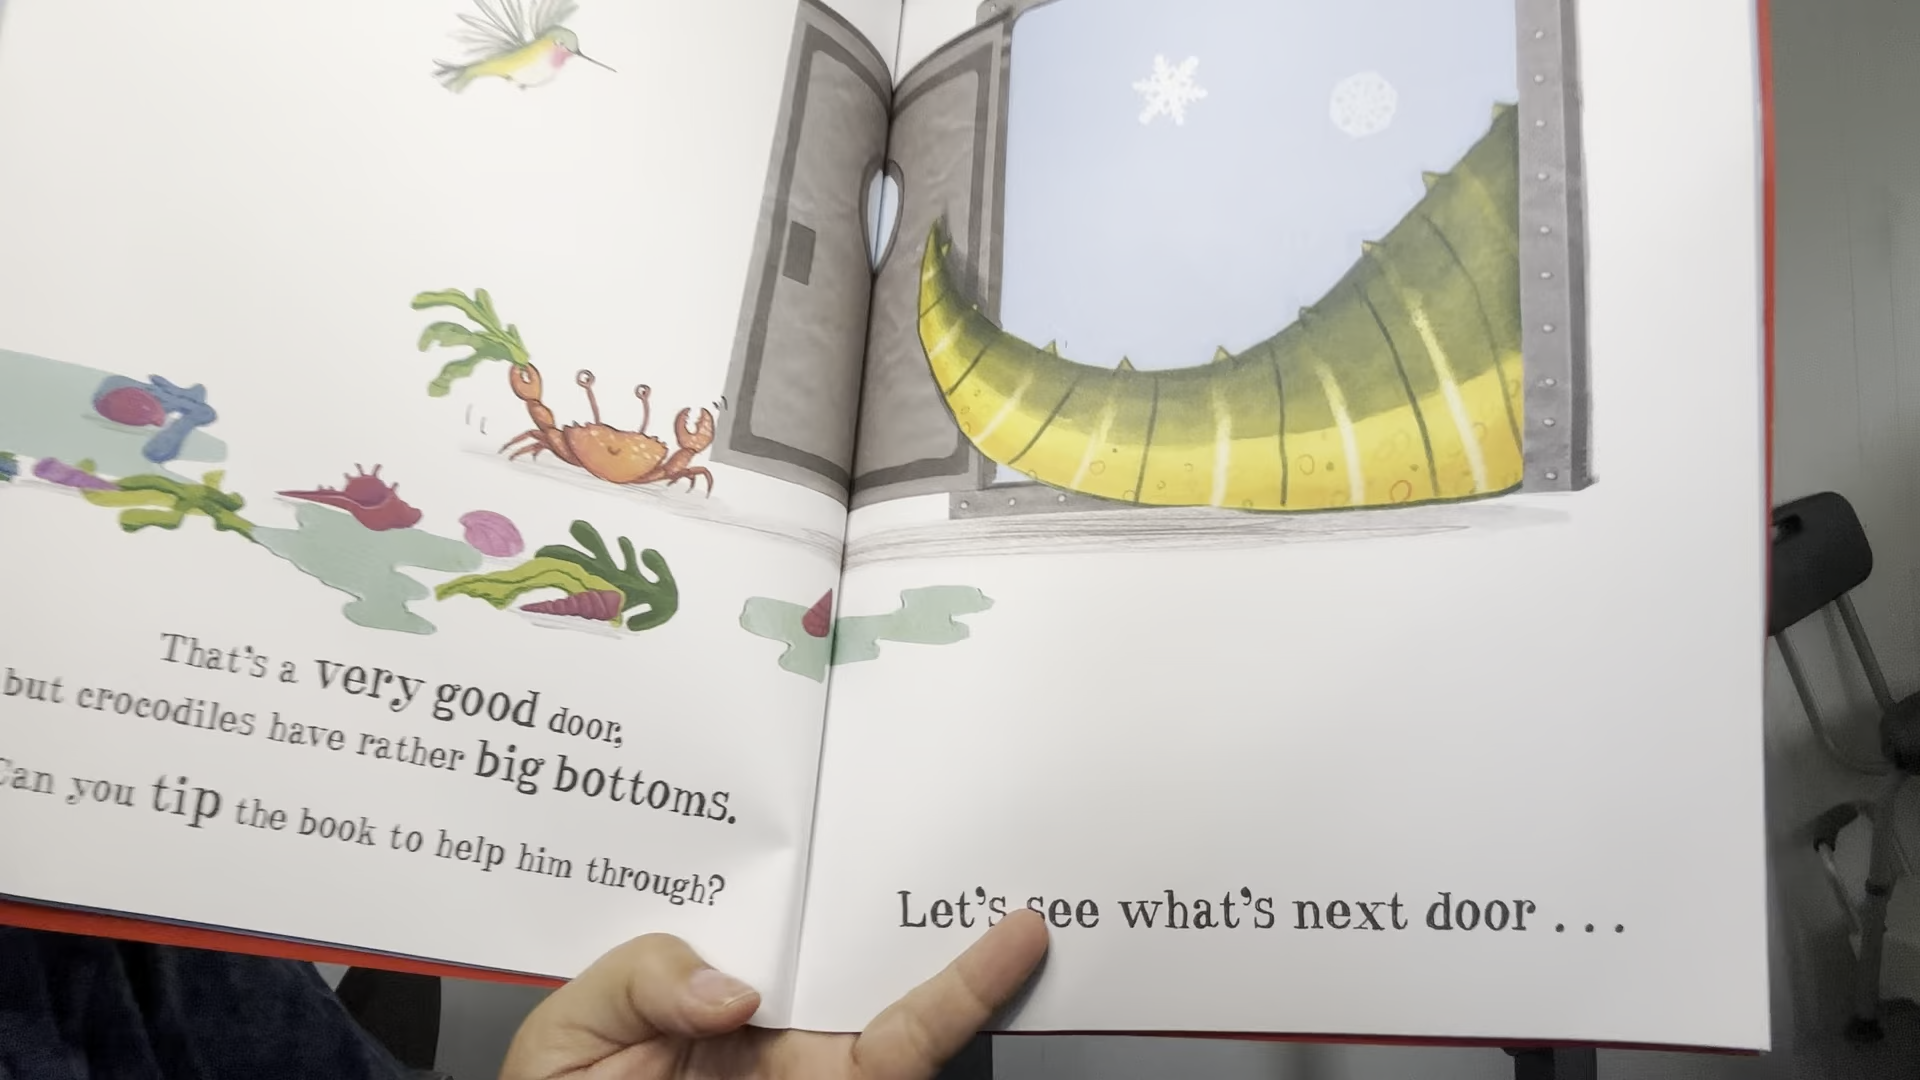 That's a very good door,
but crocodiles have rather big bottoms.
Can you tip the book to help him through?
Let's see what's next door . . .